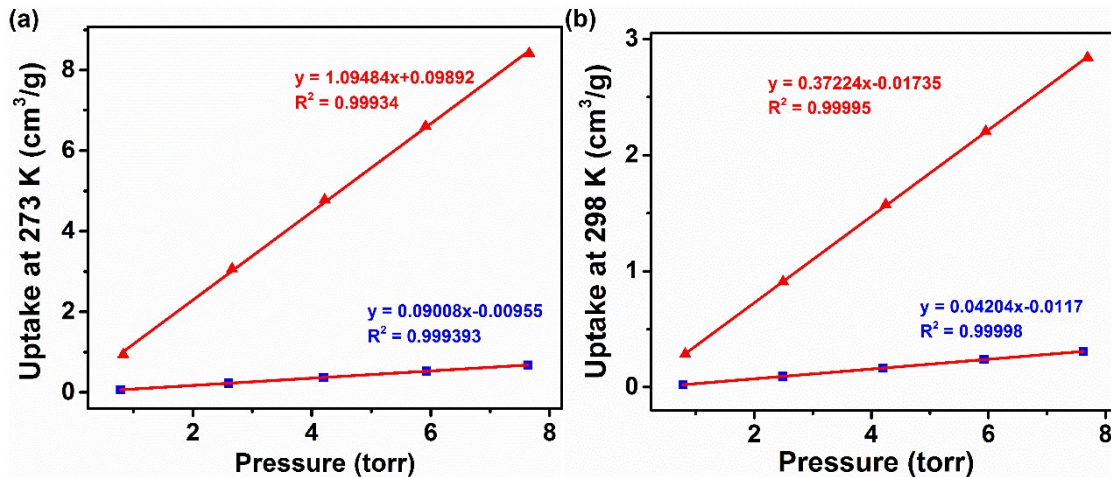 (a)
Uptake at 273 K (cm³/g)
8
6
4
2
0
y = 1.09484x+0.09892
R² = 0.99934
y = 0.09008x-0.00955
R² = 0.999393
2
4
6
8
Pressure (torr)
(b)
Uptake at 298 K (cm³/g)
3
2
1
0
y = 0.37224x-0.01735
R² = 0.99995
y = 0.04204x-0.0117
R² = 0.99998
2
4
6
8
Pressure (torr)